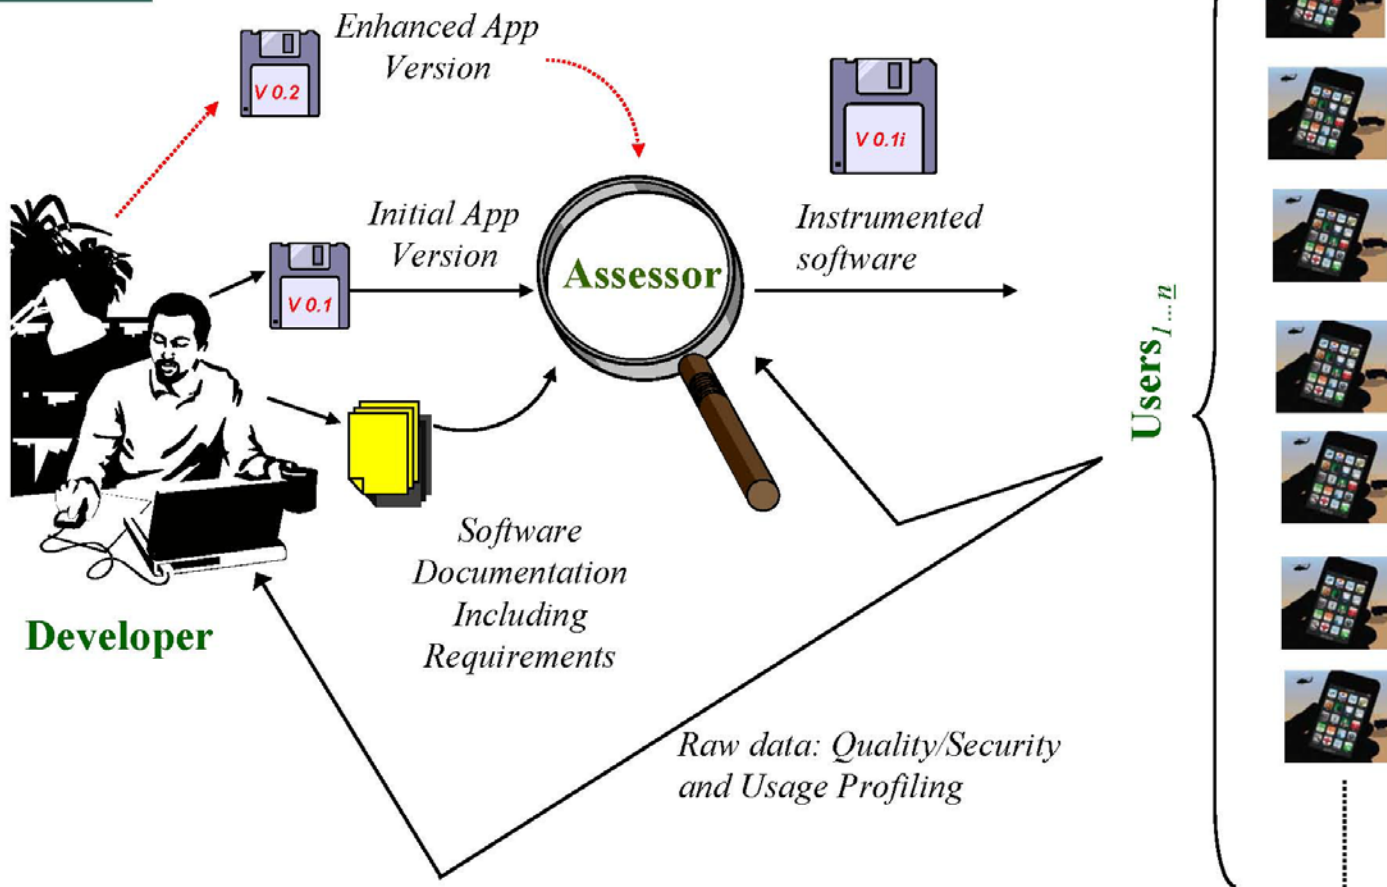 Enhanced App
Version
V 0.2
V 0.1i
Initial App
Version
Instrumented
software
Assessor
V 0.1
Users1...n
Software
Documentation
Including
Requirements
Developer
Raw data: Quality/Security
and Usage Profiling